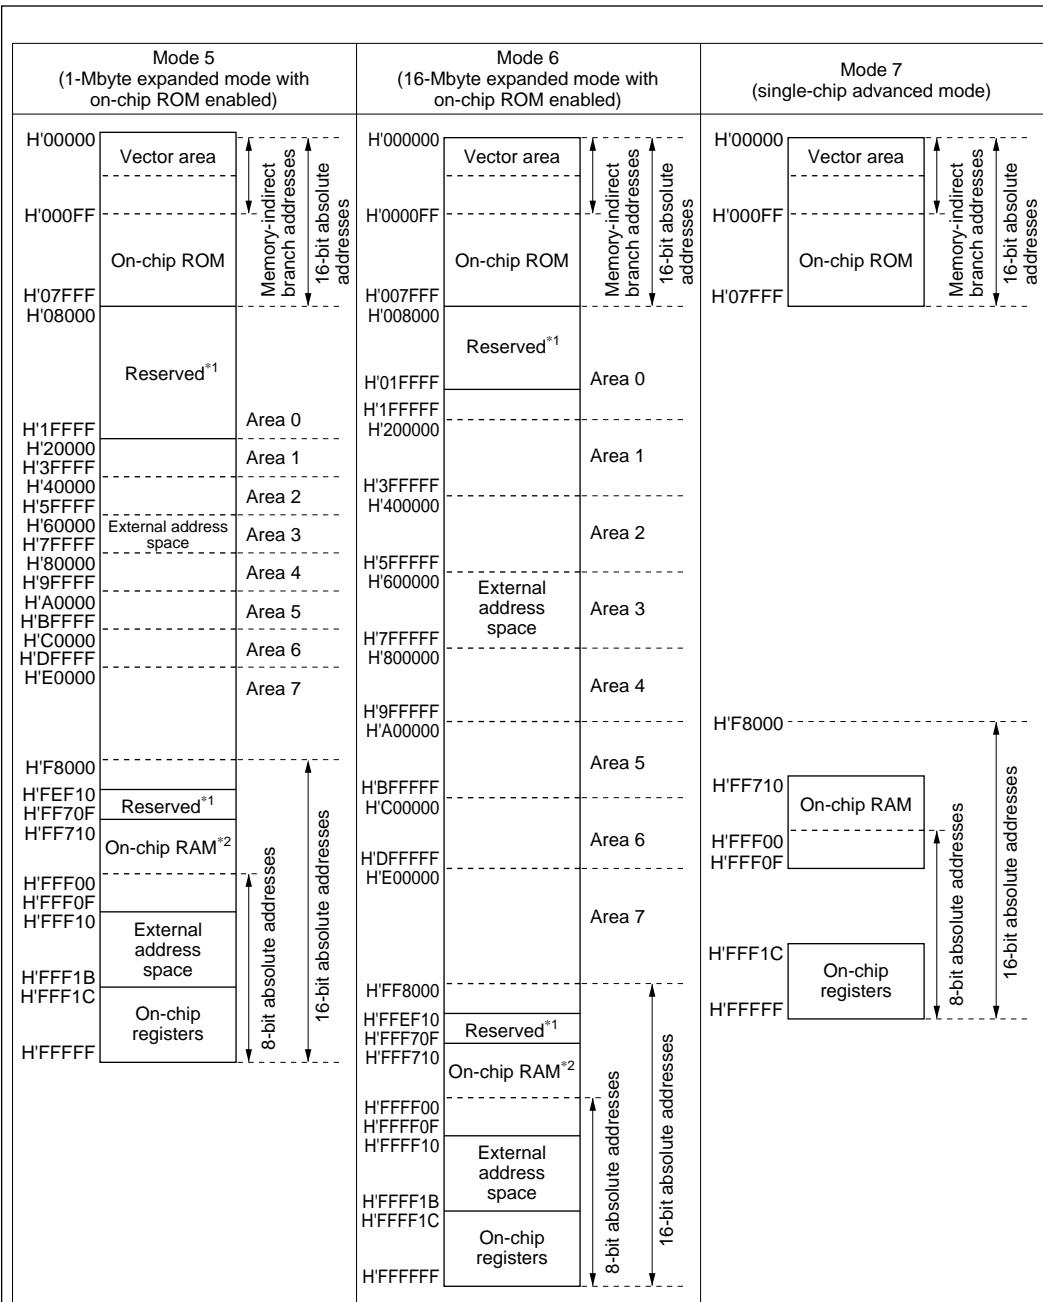 Mode 5
(1-Mbyte expanded mode with
on-chip ROM enabled)
H'00000
Vector area
H'000FF
On-chip ROM
H'07FFF
H'08000
Memory-indirect
branch addresses
16-bit absolute
addresses
Reserved*1
Area 0
H'1FFFF
H'20000
Area 1
H'3FFFF
H'40000
Area 2
H'5FFFF
H'60000
External address
space
Area 3
H'7FFFF
H'80000
Area 4
H'9FFFF
H'A0000
Area 5
H'BFFFF
H'C0000
Area 6
H'DFFFF
H'E0000
Area 7
H'F8000
H'FEF10
Reserved*1
H'FF70F
H'FF710
On-chip RAM*2
H'FFF00
H'FFF0F
H'FFF10
External
address
space
H'FFF1B
H'FFF1C
On-chip
registers
H'FFFFF
8-bit absolute addresses
16-bit absolute addresses
Mode 6
(16-Mbyte expanded mode with
on-chip ROM enabled)
H'000000
Vector area
H'0000FF
On-chip ROM
H'007FFF
H'008000
Memory-indirect
branch addresses
16-bit absolute
addresses
Reserved*1
H'01FFFF
Area 0
H'1FFFFF
H'200000
Area 1
H'3FFFFF
H'400000
Area 2
H'5FFFFF
H'600000
External
address
space
Area 3
H'7FFFFF
H'800000
Area 4
H'9FFFFF
H'A00000
Area 5
H'BFFFFF
H'C00000
Area 6
H'DFFFFF
H'E00000
Area 7
H'FF8000
H'FFEF10
Reserved*1
H'FFF70F
H'FFF710
On-chip RAM*2
H'FFFF00
H'FFFF0F
H'FFFF10
External
address
space
H'FFFF1B
H'FFFF1C
On-chip
registers
H'FFFFFF
8-bit absolute addresses
16-bit absolute addresses
Mode 7
(single-chip advanced mode)
H'00000
Vector area
H'000FF
On-chip ROM
H'07FFF
Memory-indirect
branch addresses
16-bit absolute
addresses
H'F8000
H'FF710
On-chip RAM
H'FFF00
H'FFF0F
H'FFF1C
On-chip
registers
H'FFFFF
8-bit absolute addresses
16-bit absolute addresses